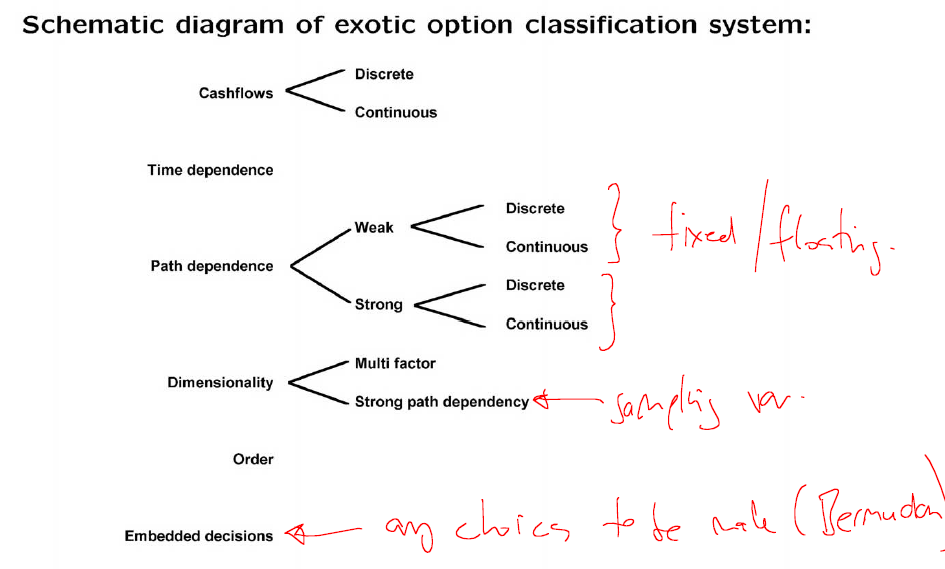 Schematic diagram of exotic option classification system:
Discrete
Cashflows
Continuous
Time dependence
Discrete
Weak
Continuous
fixed / floating.
Path dependence
Discrete
Strong
Continuous
Multi factor
Dimensionality
Strong path dependency
sampling var.
Order
Embedded decisions
any choics to be made (Bermudan)